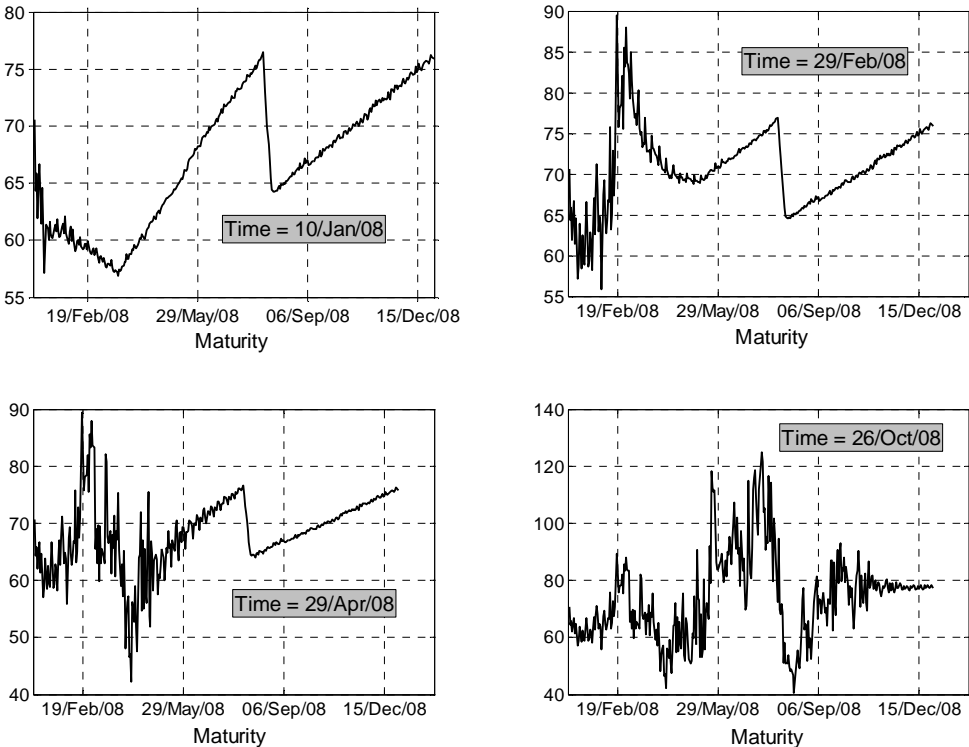 80
75
70
65
60
55
Time = 10/Jan/08
19/Feb/08 29/May/08 06/Sep/08 15/Dec/08
Maturity
90
85
80
75
70
65
60
55
Time = 29/Feb/08
19/Feb/08 29/May/08 06/Sep/08 15/Dec/08
Maturity
90
80
70
60
50
40
Time = 29/Apr/08
19/Feb/08 29/May/08 06/Sep/08 15/Dec/08
Maturity
140
120
100
80
60
40
Time = 26/Oct/08
19/Feb/08 29/May/08 06/Sep/08 15/Dec/08
Maturity